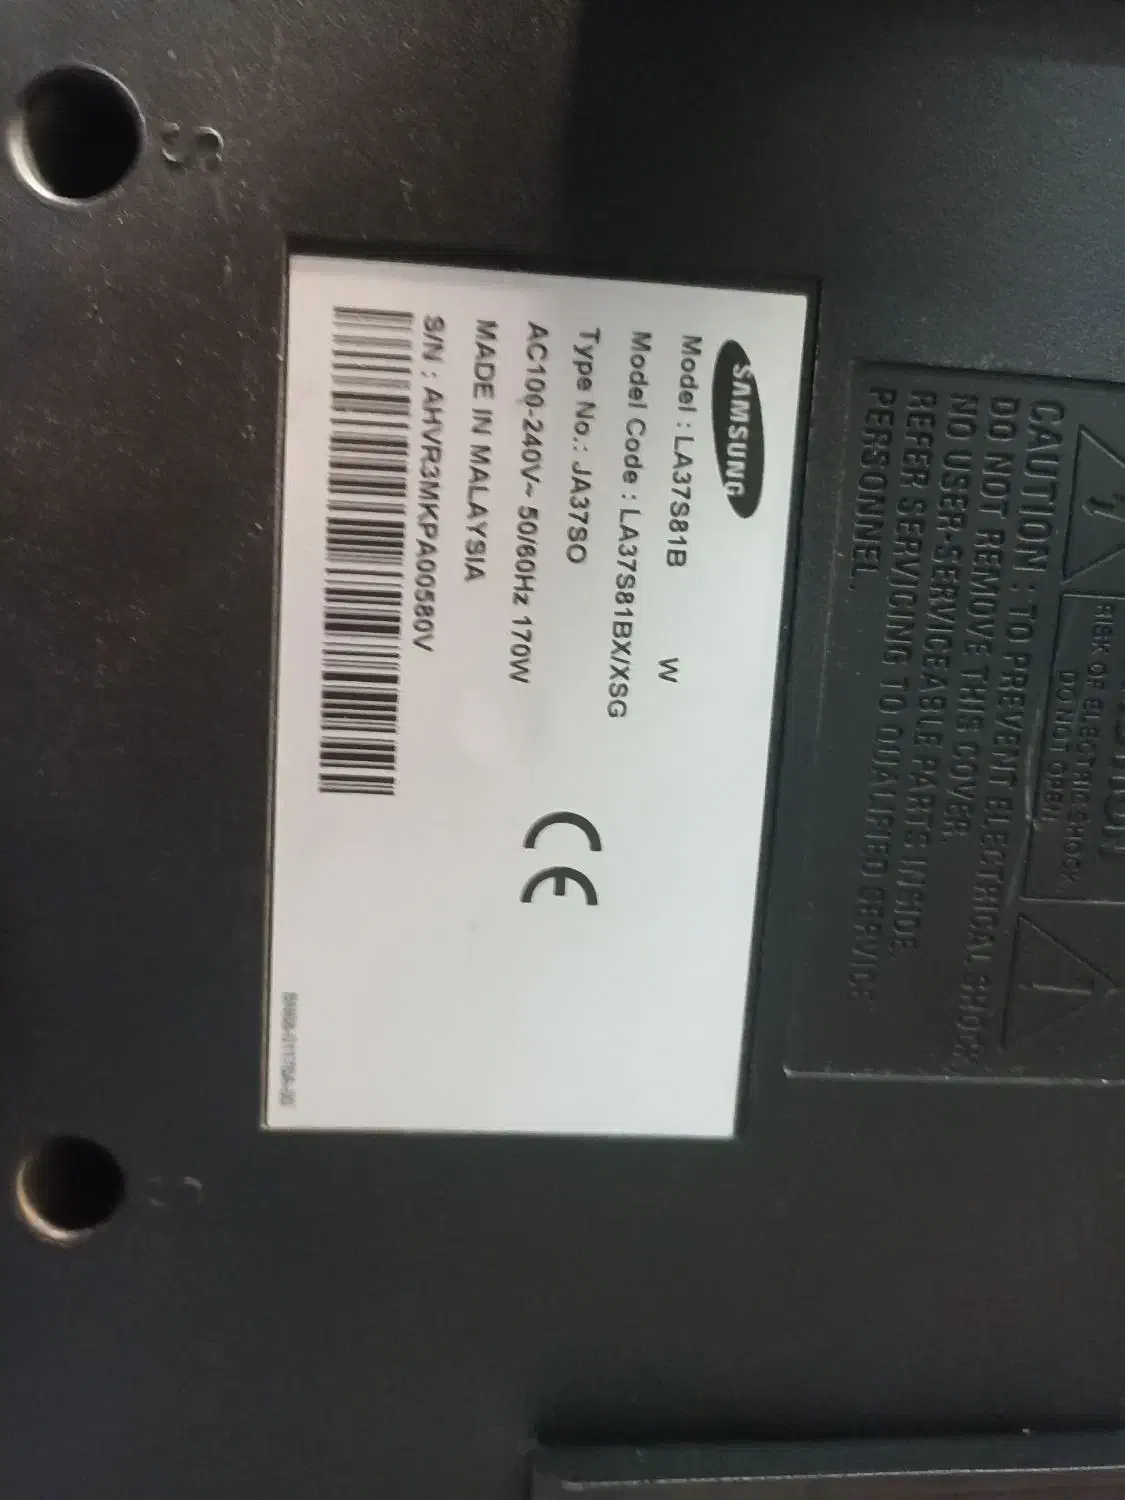 CAUTION
RISK OF ELECTRIC SHOCK
DO NOT OPEN
CAUTION : TO PREVENT ELECTRICAL SHOCK
DO NOT REMOVE THIS COVER.
NO USER-SERVICEABLE PARTS INSIDE.
REFER SERVICING TO QUALIFIED SERVICE
PERSONNEL.
SAMSUNG
Model : LA37S81B W
Model Code : LA37S81BX/XSG
Type No.: JA37SO
AC100-240V~ 50/60Hz 170W
MADE IN MALAYSIA
S/N : AHVR3MKPA00580V
CE
S